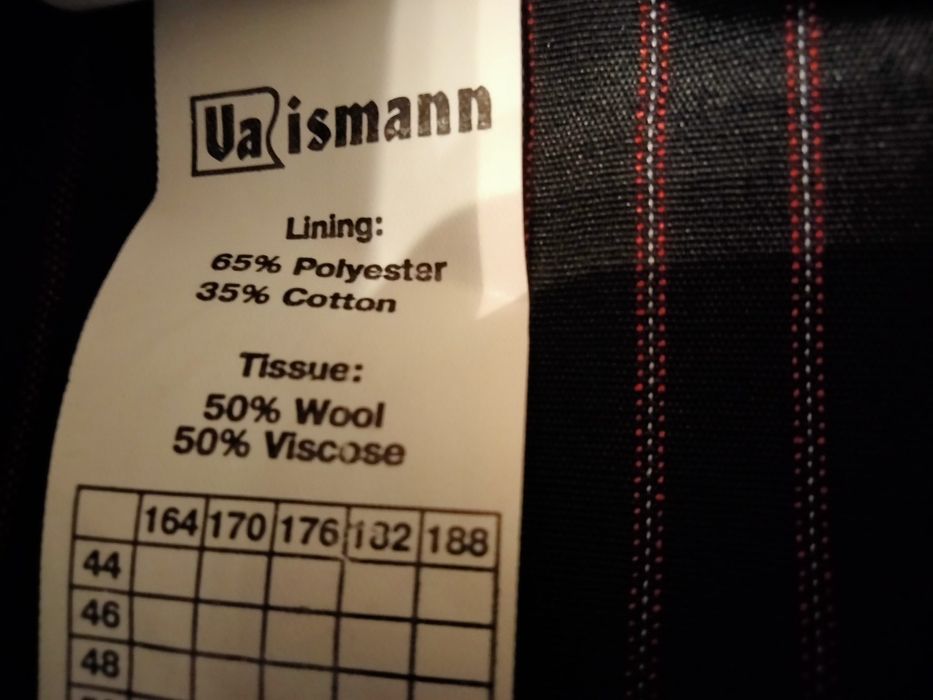 Vaismann
Lining:
65% Polyester
35% Cotton
Tissue:
50% Wool
50% Viscose
164 170 176 182 188
44
46
48